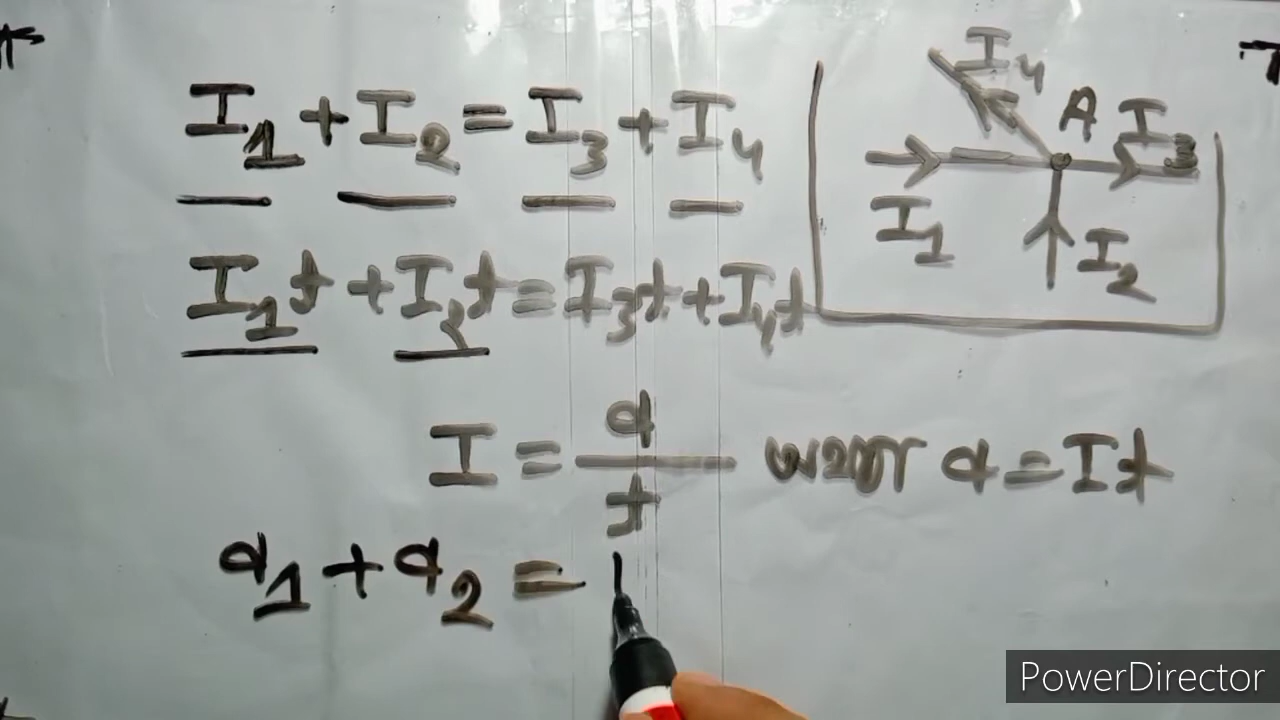 I₁ + I₂ = I₃ + I₄
I₁t + I₂t = I₃t + I₄t
I = q/t অথবা q = It
q₁ + q₂ =
I₄
A
I₃
I₁
I₂
PowerDirector